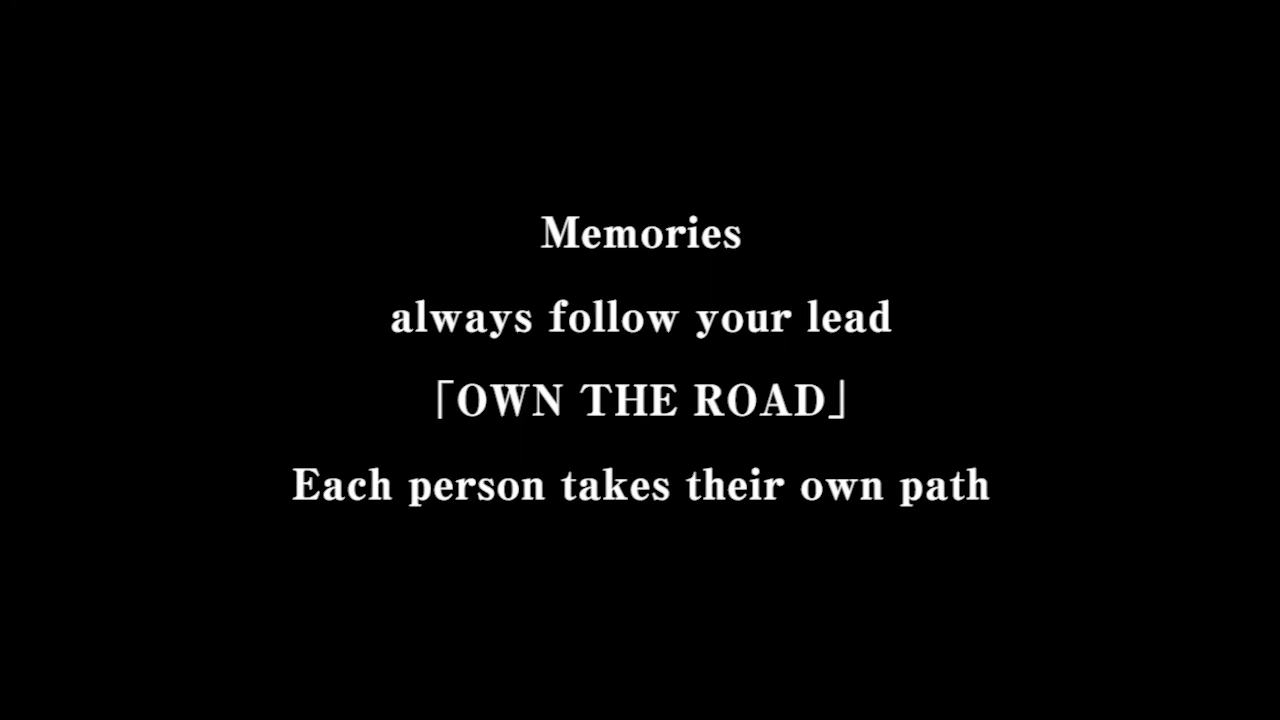 Memories
always follow your lead
「OWN THE ROAD」
Each person takes their own path